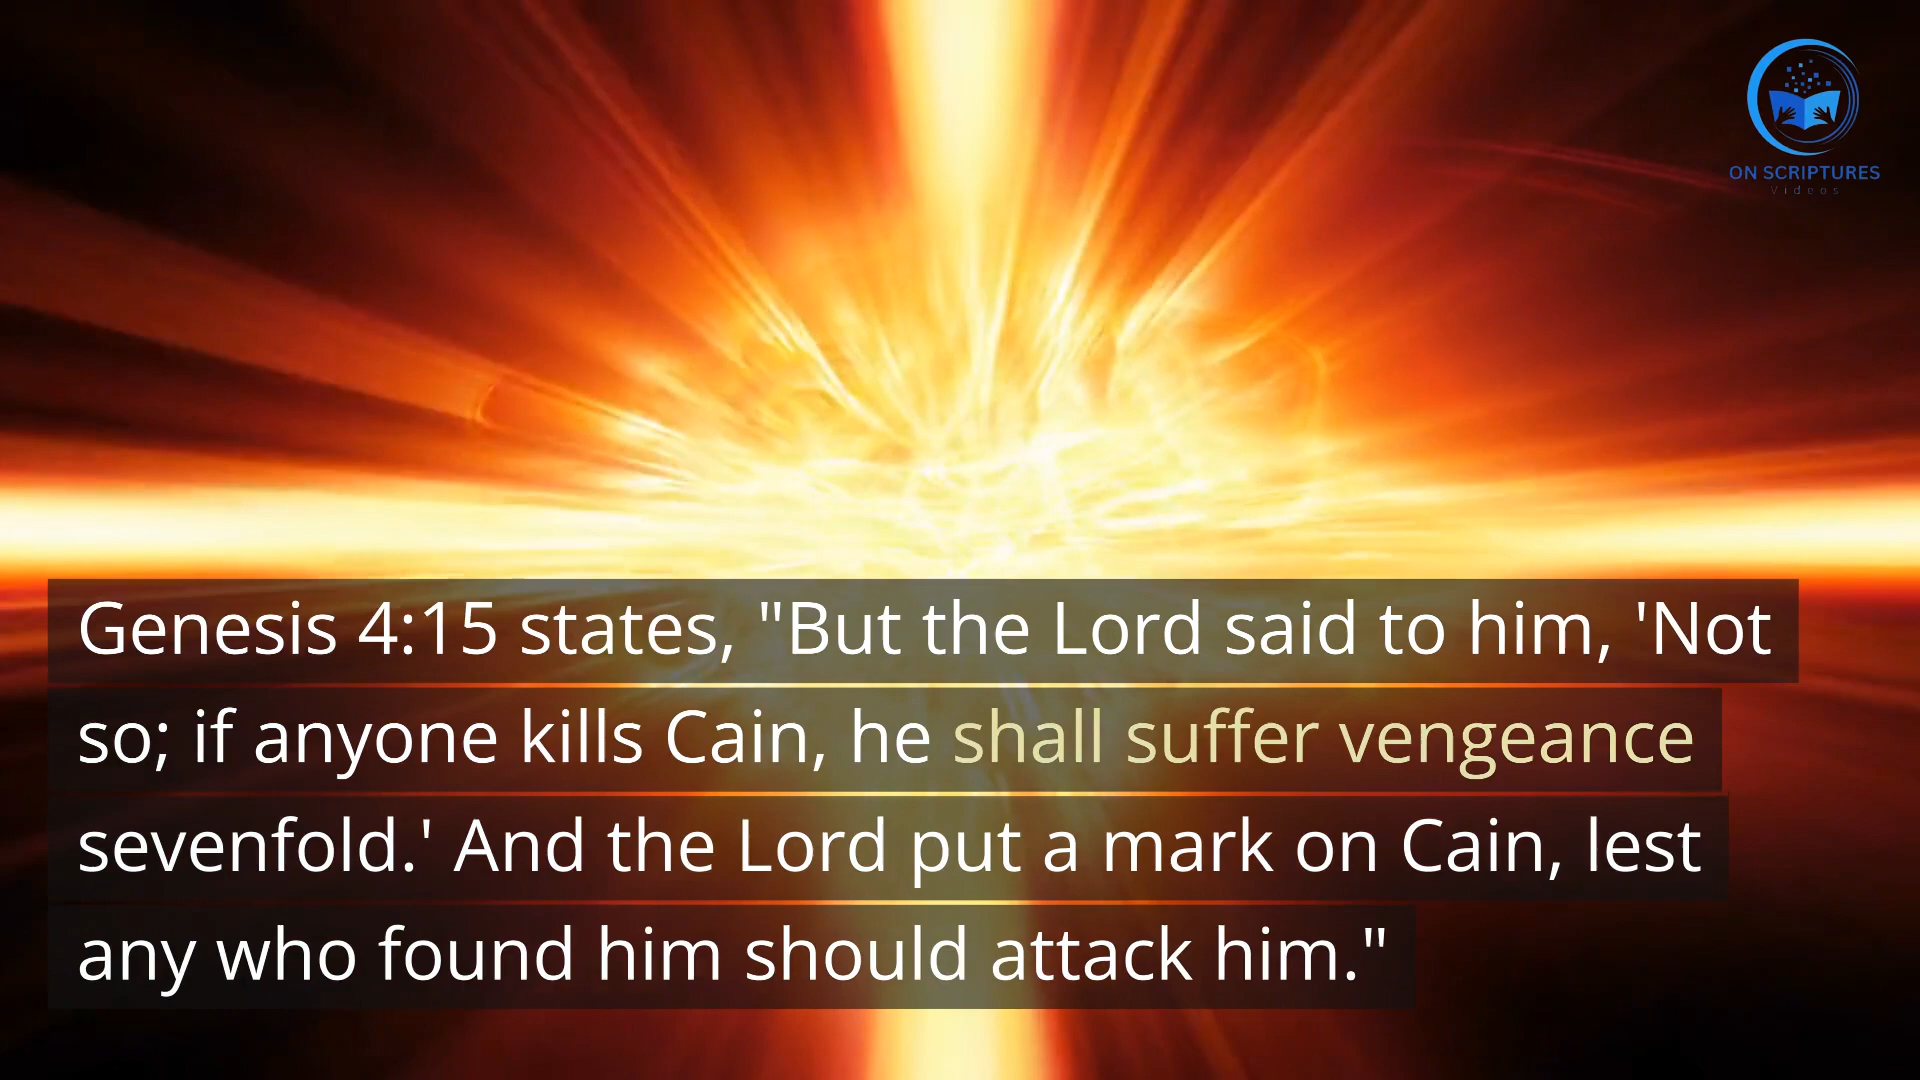 ON SCRIPTURES
Videos
Genesis 4:15 states, "But the Lord said to him, 'Not
so; if anyone kills Cain, he shall suffer vengeance
sevenfold.' And the Lord put a mark on Cain, lest
any who found him should attack him."